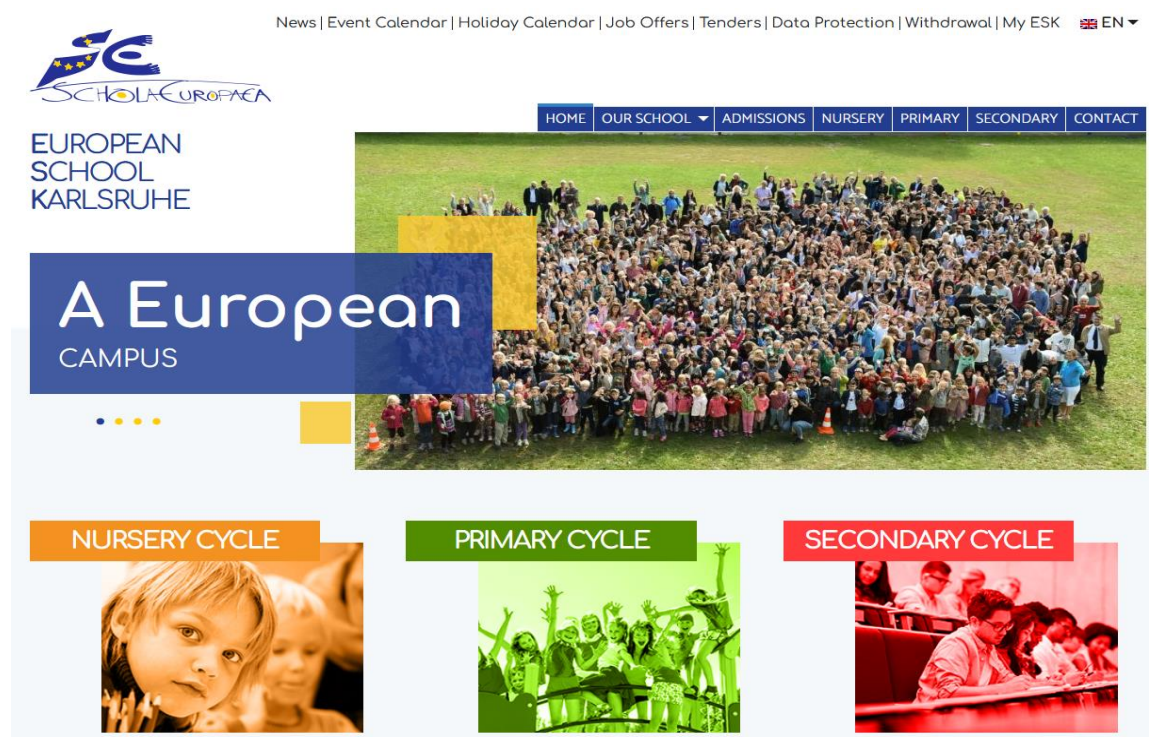 News | Event Calendar | Holiday Calendar | Job Offers | Tenders | Data Protection | Withdrawal | My ESK EN
SCHOLA EUROPAEA
HOME OUR SCHOOL ADMISSIONS NURSERY PRIMARY SECONDARY CONTACT
EUROPEAN
SCHOOL
KARLSRUHE
A European
CAMPUS
NURSERY CYCLE PRIMARY CYCLE SECONDARY CYCLE